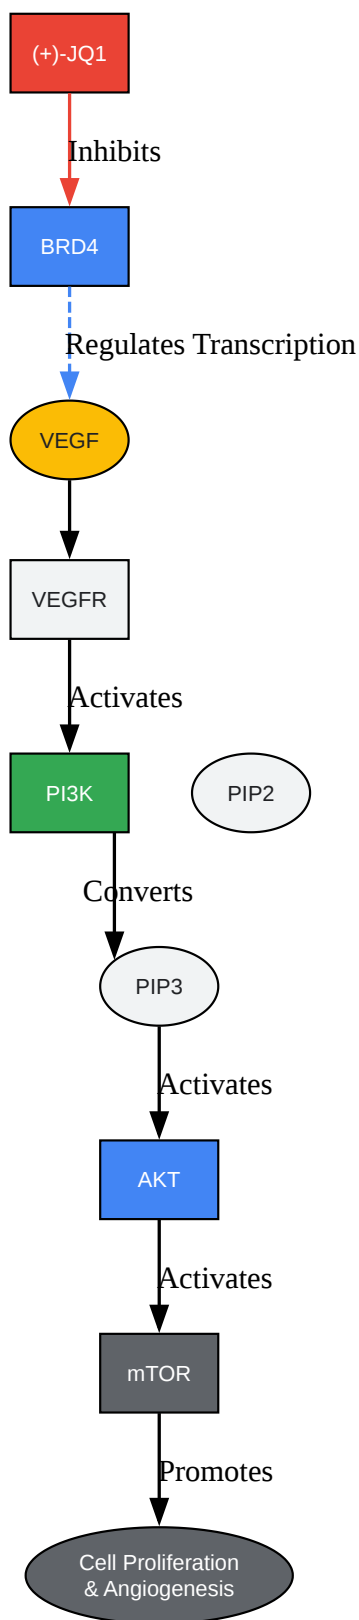 (+)-JQ1
Inhibits
BRD4
Regulates Transcription
VEGF
VEGFR
Activates
PI3K
PIP2
Converts
PIP3
Activates
AKT
Activates
mTOR
Promotes
Cell Proliferation
& Angiogenesis